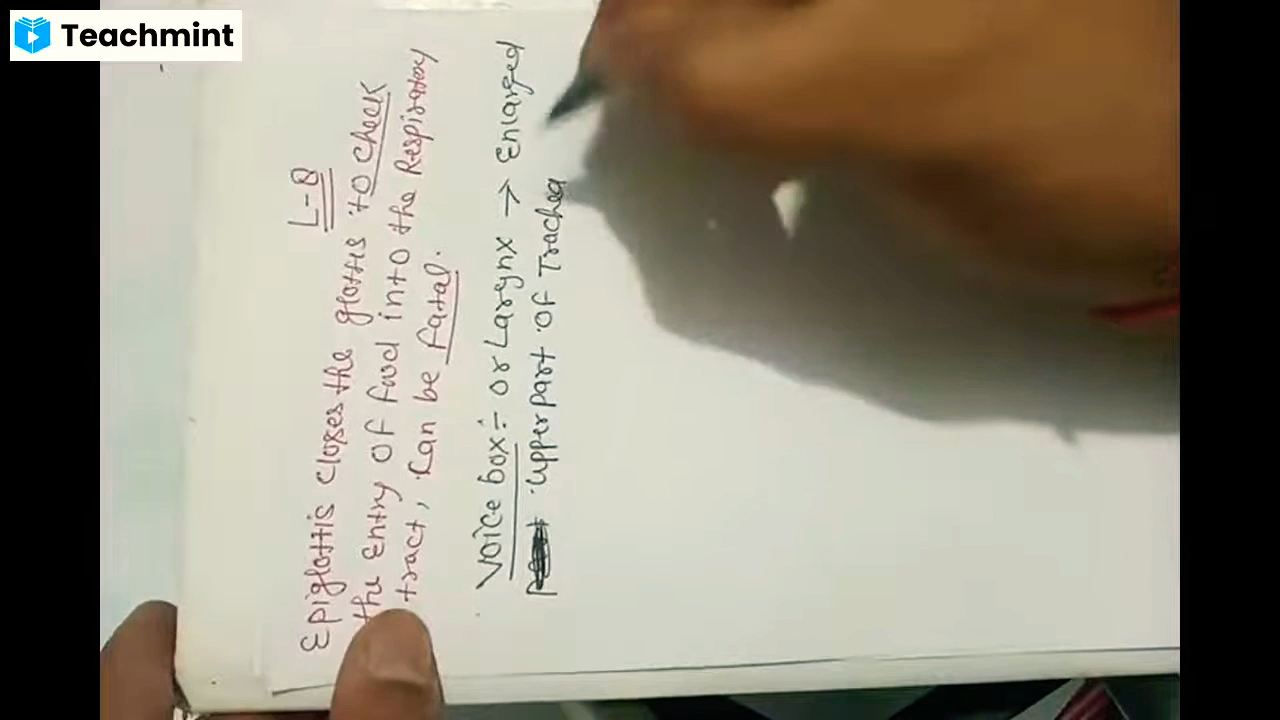 Teachmint
L-8
Epiglottis closes the glottis to check
the Entry of food into the Respiratory
tract, Can be fatal.
Voice box:- or Larynx → Enlarged
upper part of Trachea